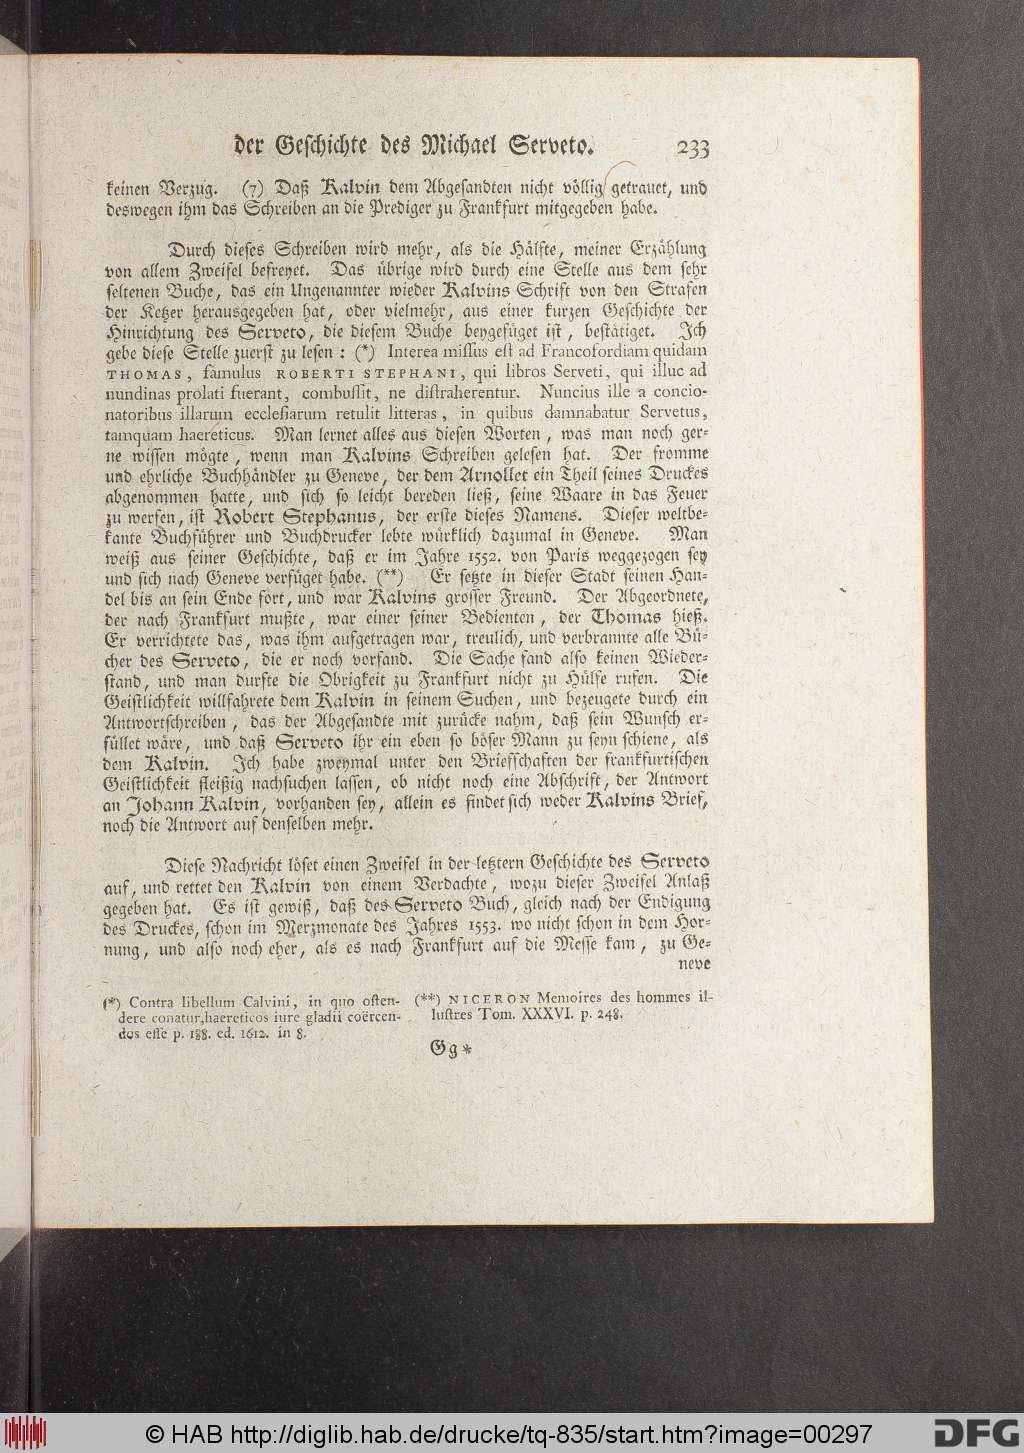 der Geschichte des Michael Serveto. 233
keinen Verzug. (7) Daß Kalvin dem Abgesandten nicht völlig getrauet, und
deswegen ihm das Schreiben an die Prediger zu Frankfurt mitgegeben habe.
Durch dieses Schreiben wird mehr, als die Hälfte, meiner Erzählung
von allem Zweifel befreyet. Das übrige wird durch eine Stelle aus dem sehr
seltenen Buche, das ein Ungenannter wieder Kalvins Schrift von den Strafen
der Ketzer herausgegeben hat, oder vielmehr, aus einer kurzen Geschichte der
Hinrichtung des Serveto, die diesem Buche beygefüget ist, bestätiget. Ich
gebe diese Stelle zuerst zu lesen: (*) Interea missus est ad Francofordiam quidam
THOMAS, famulus ROBERTI STEPHANI, qui libros Serveti, qui illuc ad
nundinas prolati fuerant, combussit, ne distraherentur. Nuncius ille a concio-
natoribus illarum ecclesiarum retulit litteras, in quibus damnabatur Servetus,
tamquam haereticus. Man lernet alles aus diesen Worten, was man noch ger-
ne wissen mögte, wenn man Kalvins Schreiben gelesen hat. Der fromme
und ehrliche Buchhändler zu Geneve, der dem Arnollet ein Theil seines Druckes
abgenommen hatte, und sich so leicht bereden ließ, seine Waare in das Feuer
zu werfen, ist Robert Stephanus, der erste dieses Namens. Dieser weltbe-
kante Buchführer und Buchdrucker lebte würklich dazumal in Geneve. Man
weiß aus seiner Geschichte, daß er im Jahre 1552. von Paris weggezogen sey
und sich nach Geneve verfüget habe. (**) Er setzte in dieser Stadt seinen Han-
del bis an sein Ende fort, und war Kalvins grosser Freund. Der Abgeordnete,
der nach Frankfurt mußte, war einer seiner Bedienten, der Thomas hieß.
Er verrichtete das, was ihm aufgetragen war, treulich, und verbrannte alle Bü-
cher des Serveto, die er noch vorfand. Die Sache fand also keinen Wieder-
stand, und man durfte die Obrigkeit zu Frankfurt nicht zu Hülfe rufen. Die
Geistlichkeit willfahrete dem Kalvin in seinem Suchen, und bezeugete durch ein
Antwortschreiben, das der Abgesandte mit zurücke nahm, daß sein Wunsch er-
füllet wäre, und daß Serveto ihr ein eben so böser Mann zu seyn schiene, als
dem Kalvin. Ich habe zweymal unter den Briefschaften der frankfurtischen
Geistlichkeit fleißig nachsuchen lassen, ob nicht noch eine Abschrift, der Antwort
an Johann Kalvin, vorhanden sey, allein es findet sich weder Kalvins Brief,
noch die Antwort auf denselben mehr.
Diese Nachricht löset einen Zweifel in der letztern Geschichte des Serveto
auf, und rettet den Kalvin von einem Verdachte, wozu dieser Zweifel Anlaß
gegeben hat. Es ist gewiß, daß des Serveto Buch, gleich nach der Endigung
des Druckes, schon im Merzmonate des Jahres 1553. wo nicht schon in dem Hor-
nung, und also noch eher, als es nach Frankfurt auf die Messe kam, zu Ge-
neve
(*) Contra libellum Calvini, in quo osten-
dere conatur, haereticos iure gladii coërcen-
dos esse p. 188. ed. 1612. in 8.
(**) NICERON Memoires des hommes il-
lustres Tom. XXXVI. p. 248.
Gg*
© HAB http://diglib.hab.de/drucke/tq-835/start.htm?image=00297
DFG